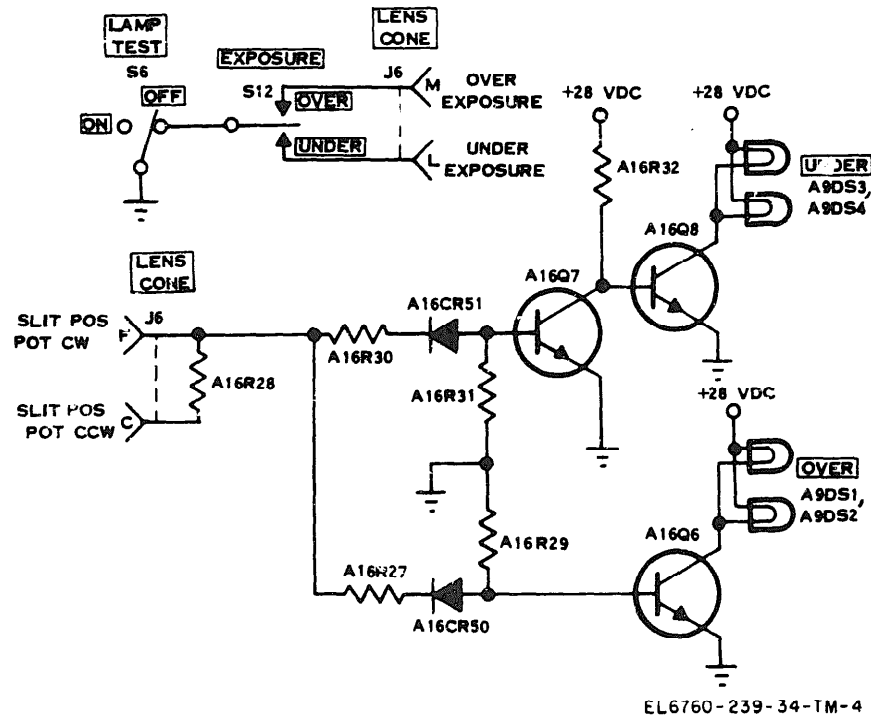 LAMP
TEST
S6
OFF
ON
EXPOSURE
S12
OVER
UNDER
LENS
CONE
J6
M
OVER
EXPOSURE
L
UNDER
EXPOSURE
+28 VDC
+28 VDC
A16R32
UNDER
A9DS3,
A9DS4
A16Q8
A16Q7
LENS
CONE
J6
SLIT POS
POT CW
F
A16R28
SLIT POS
POT CCW
C
A16CR51
A16R30
A16R31
+28 VDC
OVER
A9DS1,
A9DS2
A16R29
A16Q6
A16R27
A16CR50
EL6760-239-34-TM-4